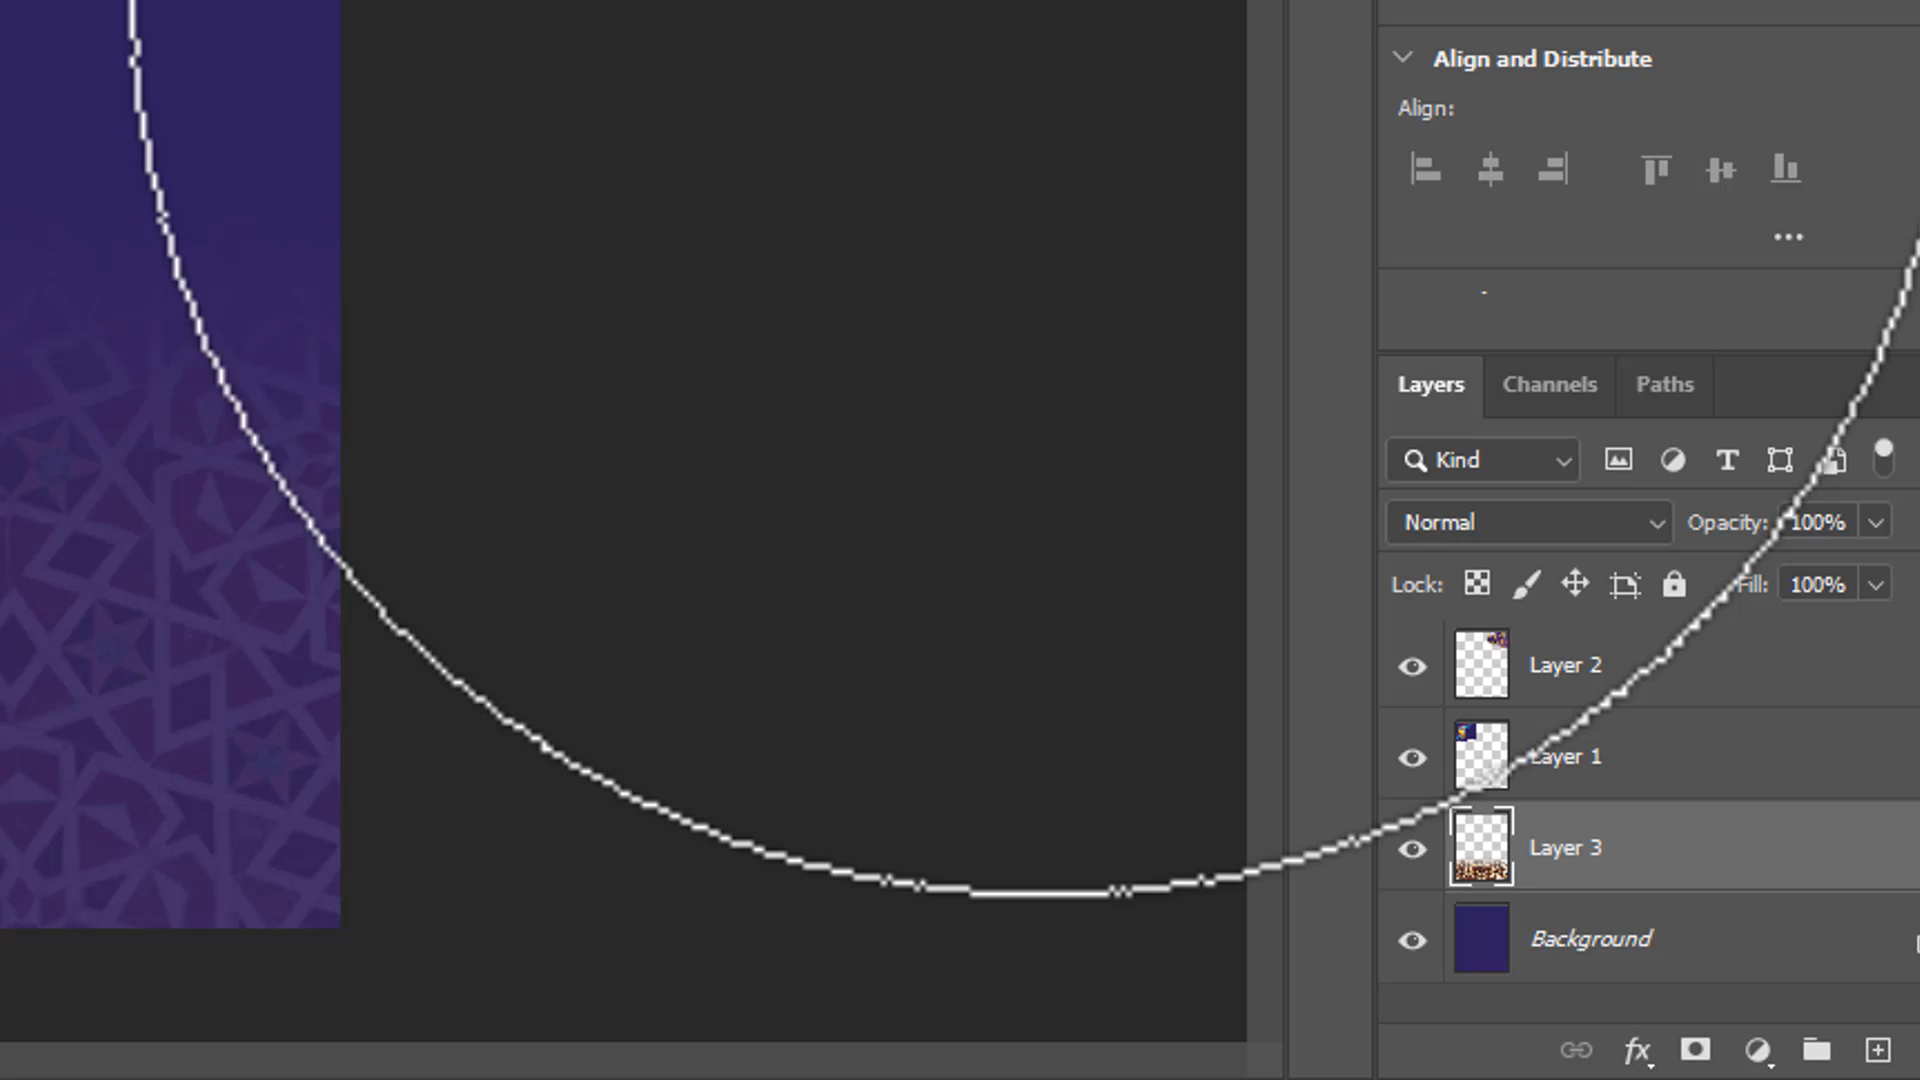 Align and Distribute
Align:
Layers Channels Paths
Kind
Normal Opacity: 100%
Lock: Fill: 100%
Layer 2
Layer 1
Layer 3
Background
fx